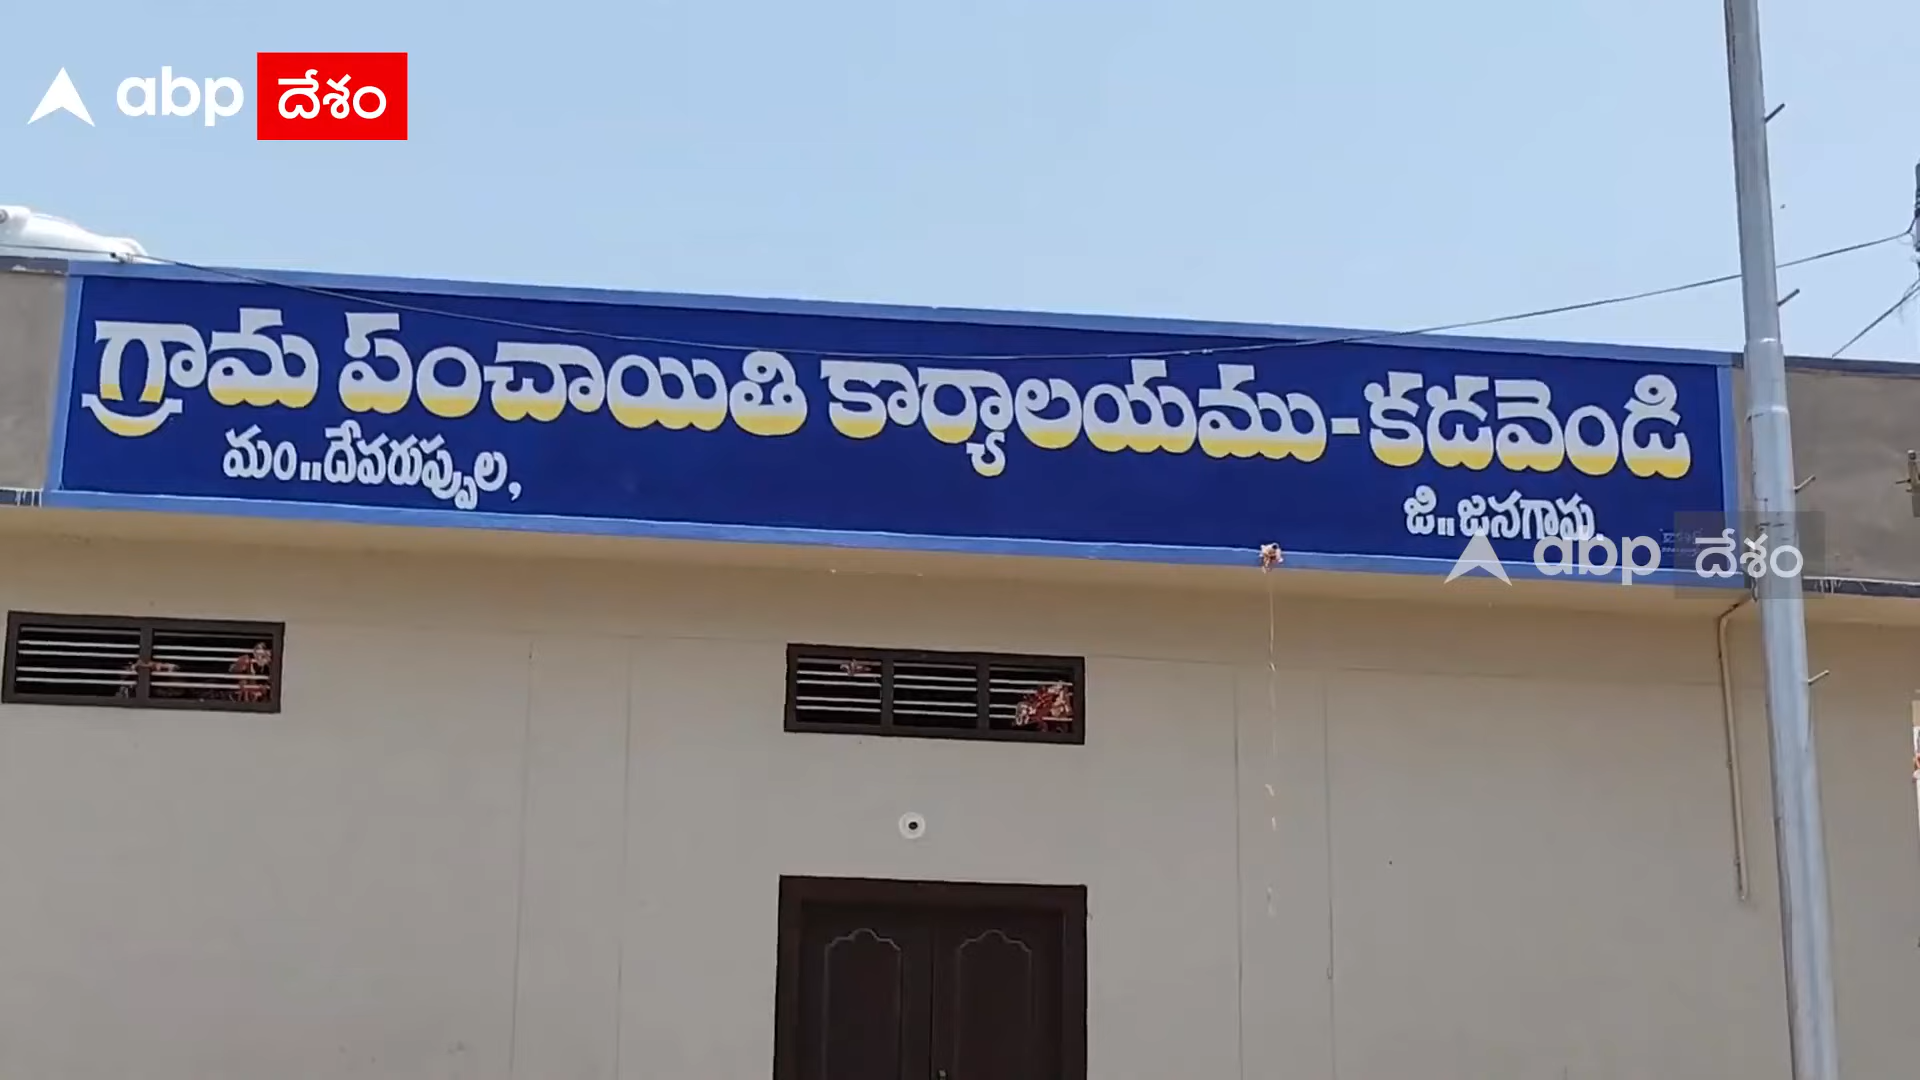 abp దేశం
గ్రామ పంచాయితి కార్యాలయము-కడవెండి
మం..దేవరుప్పుల,
జి..జనగామ.
abp దేశం